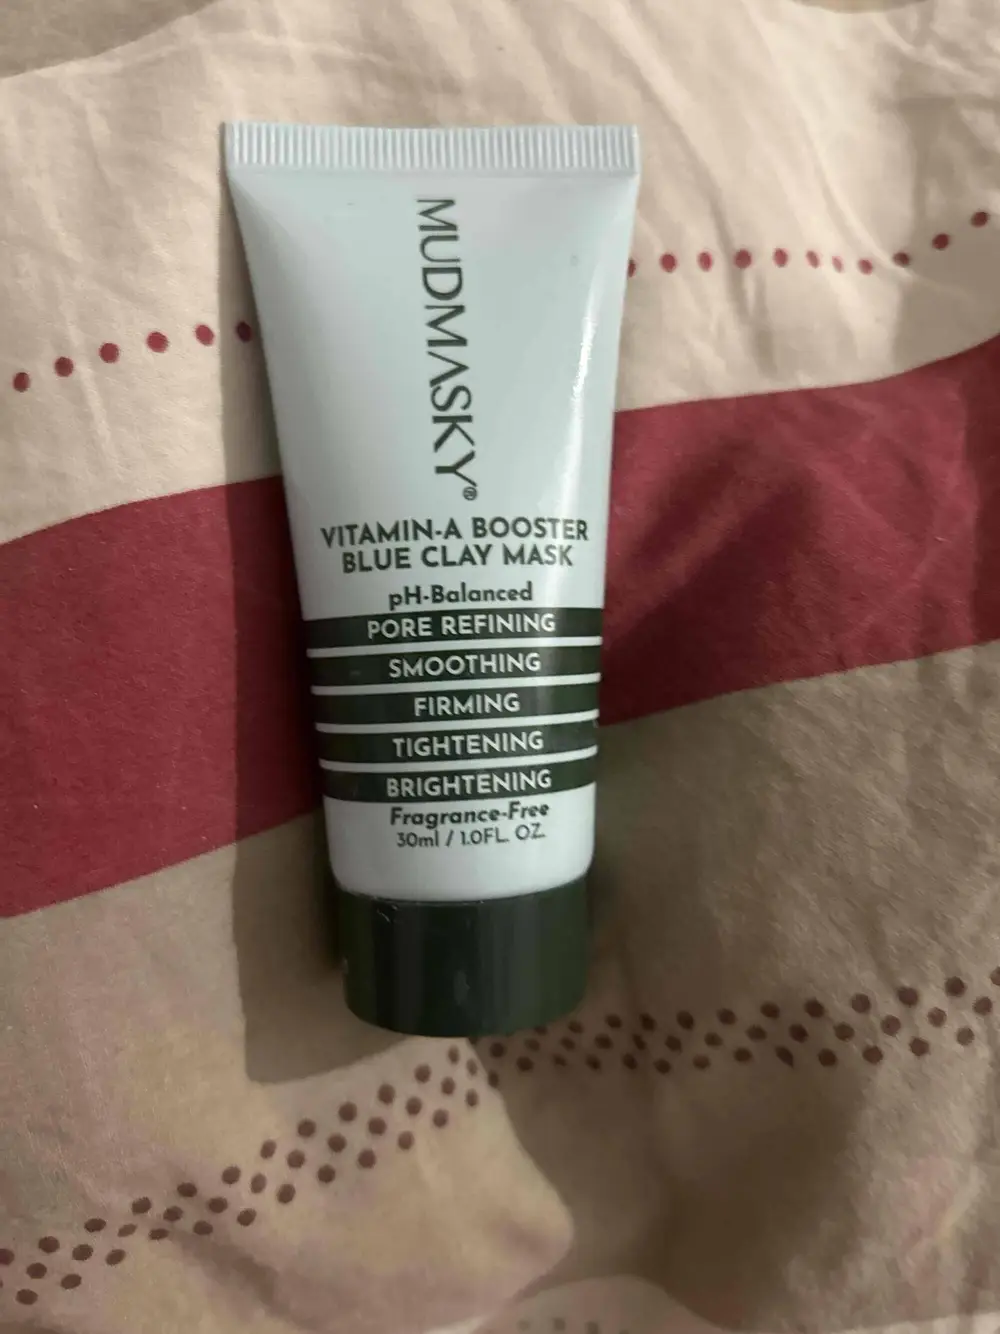 MUDMASKY®
VITAMIN-A BOOSTER
BLUE CLAY MASK
pH-Balanced
PORE REFINING
SMOOTHING
FIRMING
TIGHTENING
BRIGHTENING
Fragrance-Free
30ml / 1.0FL. OZ.